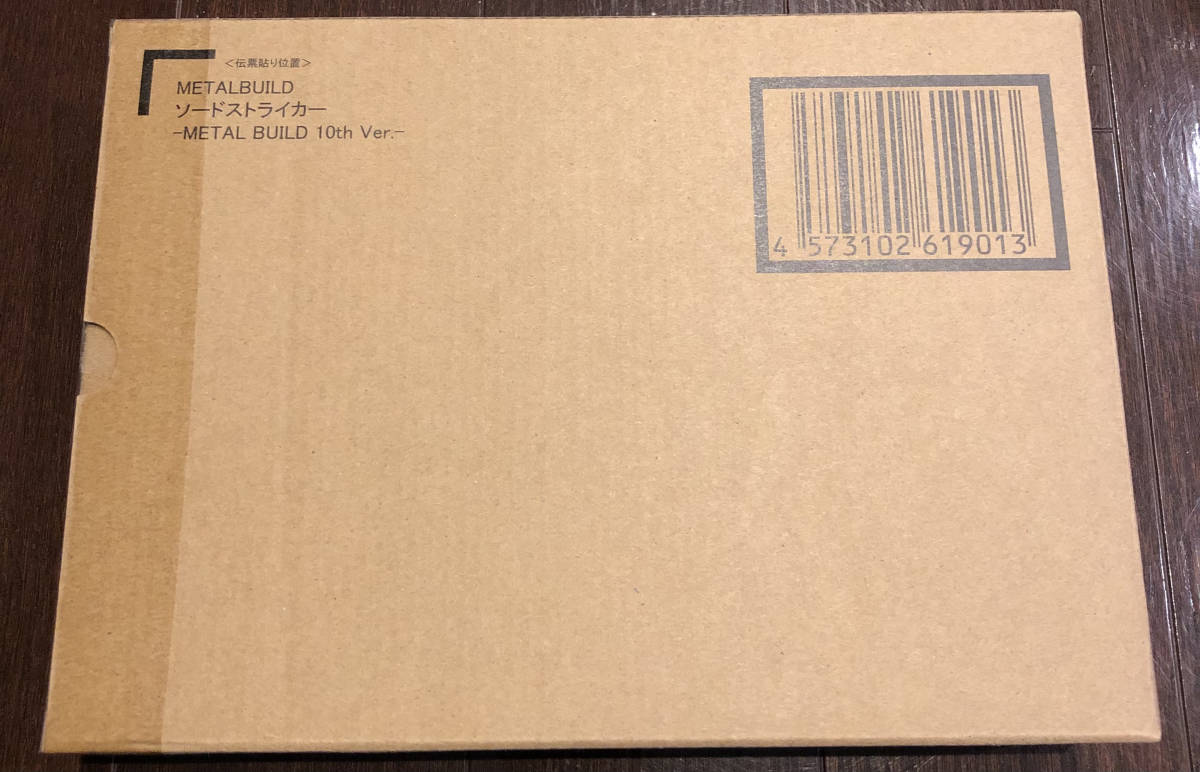 <伝票貼り位置>
METALBUILD
ソードストライカー
-METAL BUILD 10th Ver.-
4 573102 619013